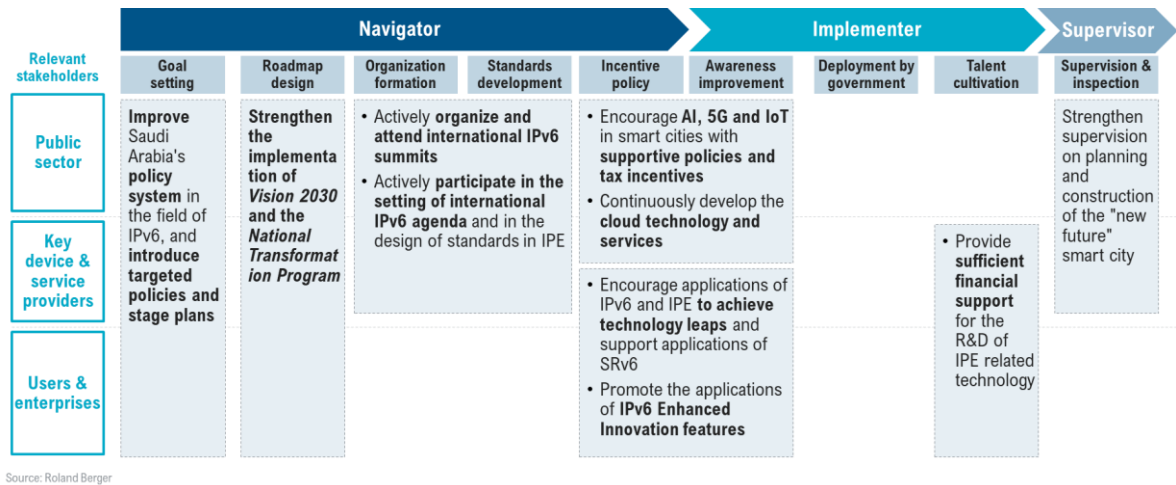 Navigator
Implementer
Supervisor
Relevant
stakeholders
Goal
setting
Roadmap
design
Organization
formation
Standards
development
Incentive
policy
Awareness
improvement
Deployment by
government
Talent
cultivation
Supervision &
inspection
Public
sector
Key
device &
service
providers
Users &
enterprises
Improve
Saudi
Arabia's
policy
system in
the field of
IPv6, and
introduce
targeted
policies and
stage plans
Strengthen
the
implementa
tion of
Vision 2030
and the
National
Transformat
ion Program
• Actively organize and
attend international IPv6
summits
• Actively participate in the
setting of international
IPv6 agenda and in the
design of standards in IPE
• Encourage AI, 5G and IoT
in smart cities with
supportive policies and
tax incentives
• Continuously develop the
cloud technology and
services
• Encourage applications of
IPv6 and IPE to achieve
technology leaps and
support applications of
SRv6
• Promote the applications
of IPv6 Enhanced
Innovation features
• Provide
sufficient
financial
support
for the
R&D of
IPE related
technology
Strengthen
supervision
on planning
and
construction
of the "new
future"
smart city
Source: Roland Berger